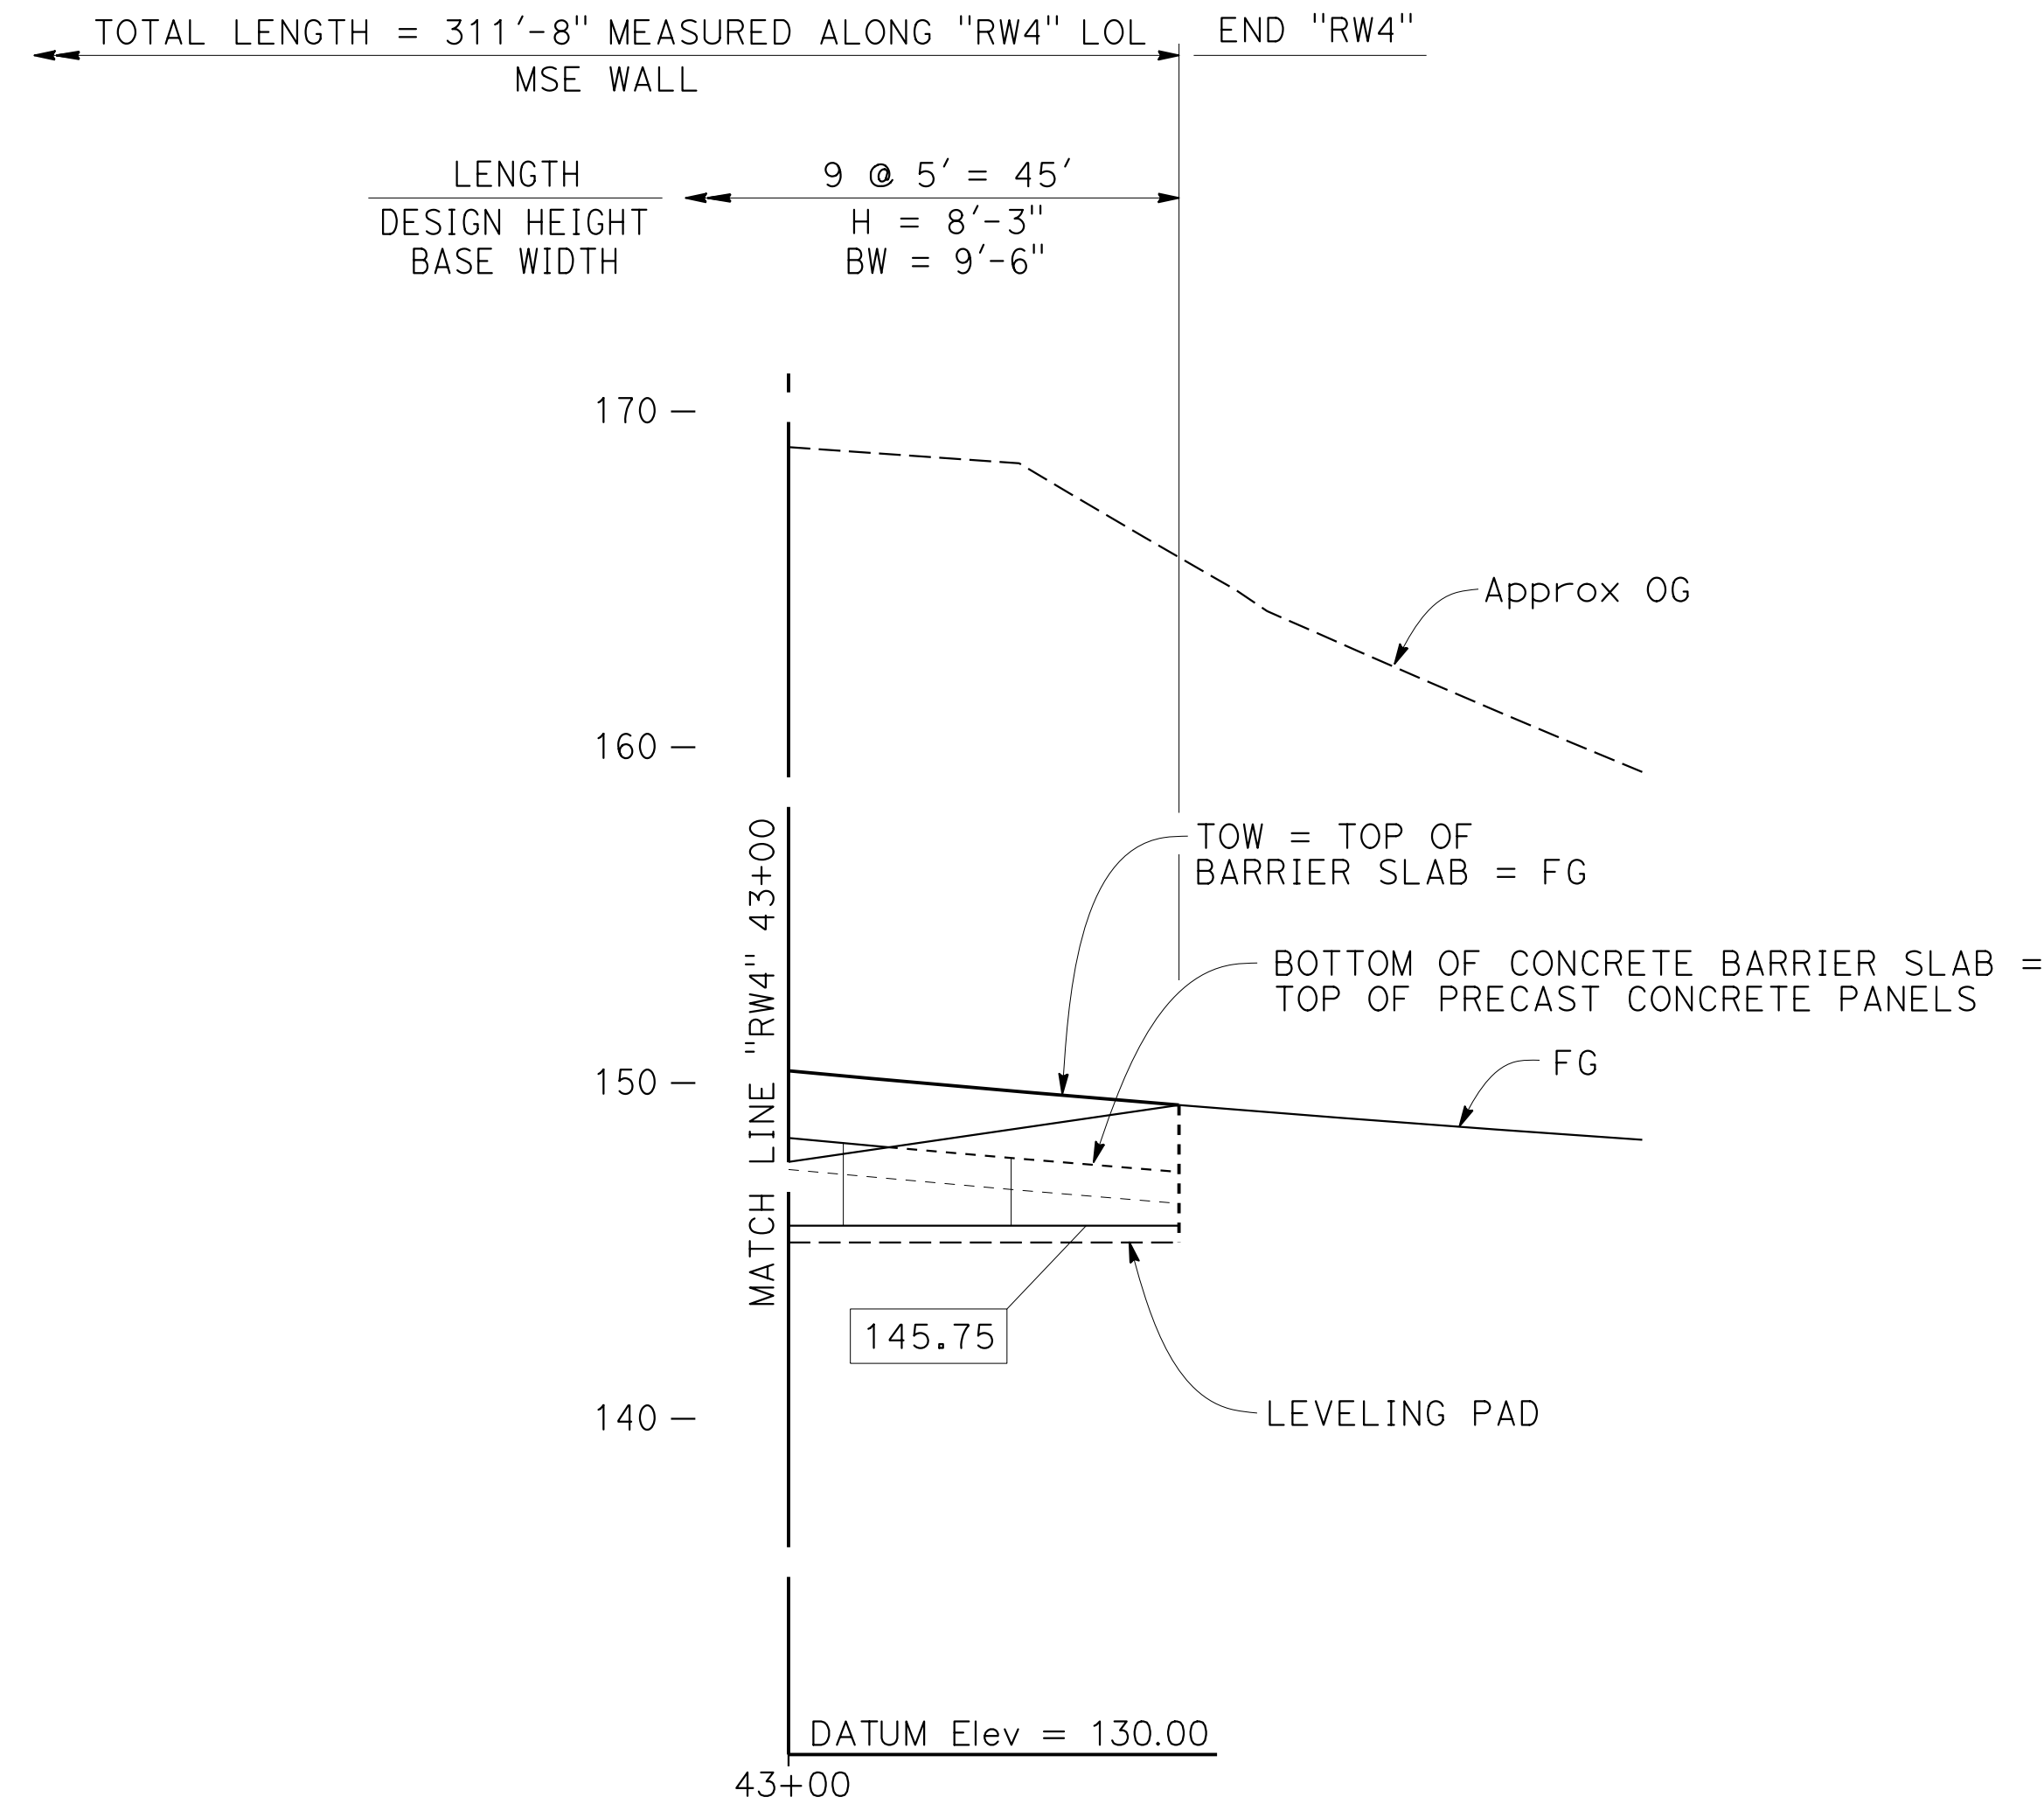 TOTAL LENGTH = 311'-8" MEASURED ALONG "RW4" LOL
END "RW4"
MSE WALL
LENGTH
9 @ 5' = 45'
DESIGN HEIGHT
H = 8'-3"
BASE WIDTH
BW = 9'-6"
170
Approx OG
160
TOW = TOP OF
BARRIER SLAB = FG
MATCH LINE "RW4" 43+00
BOTTOM OF CONCRETE BARRIER SLAB =
TOP OF PRECAST CONCRETE PANELS
FG
150
145.75
LEVELING PAD
140
DATUM Elev = 130.00
43+00